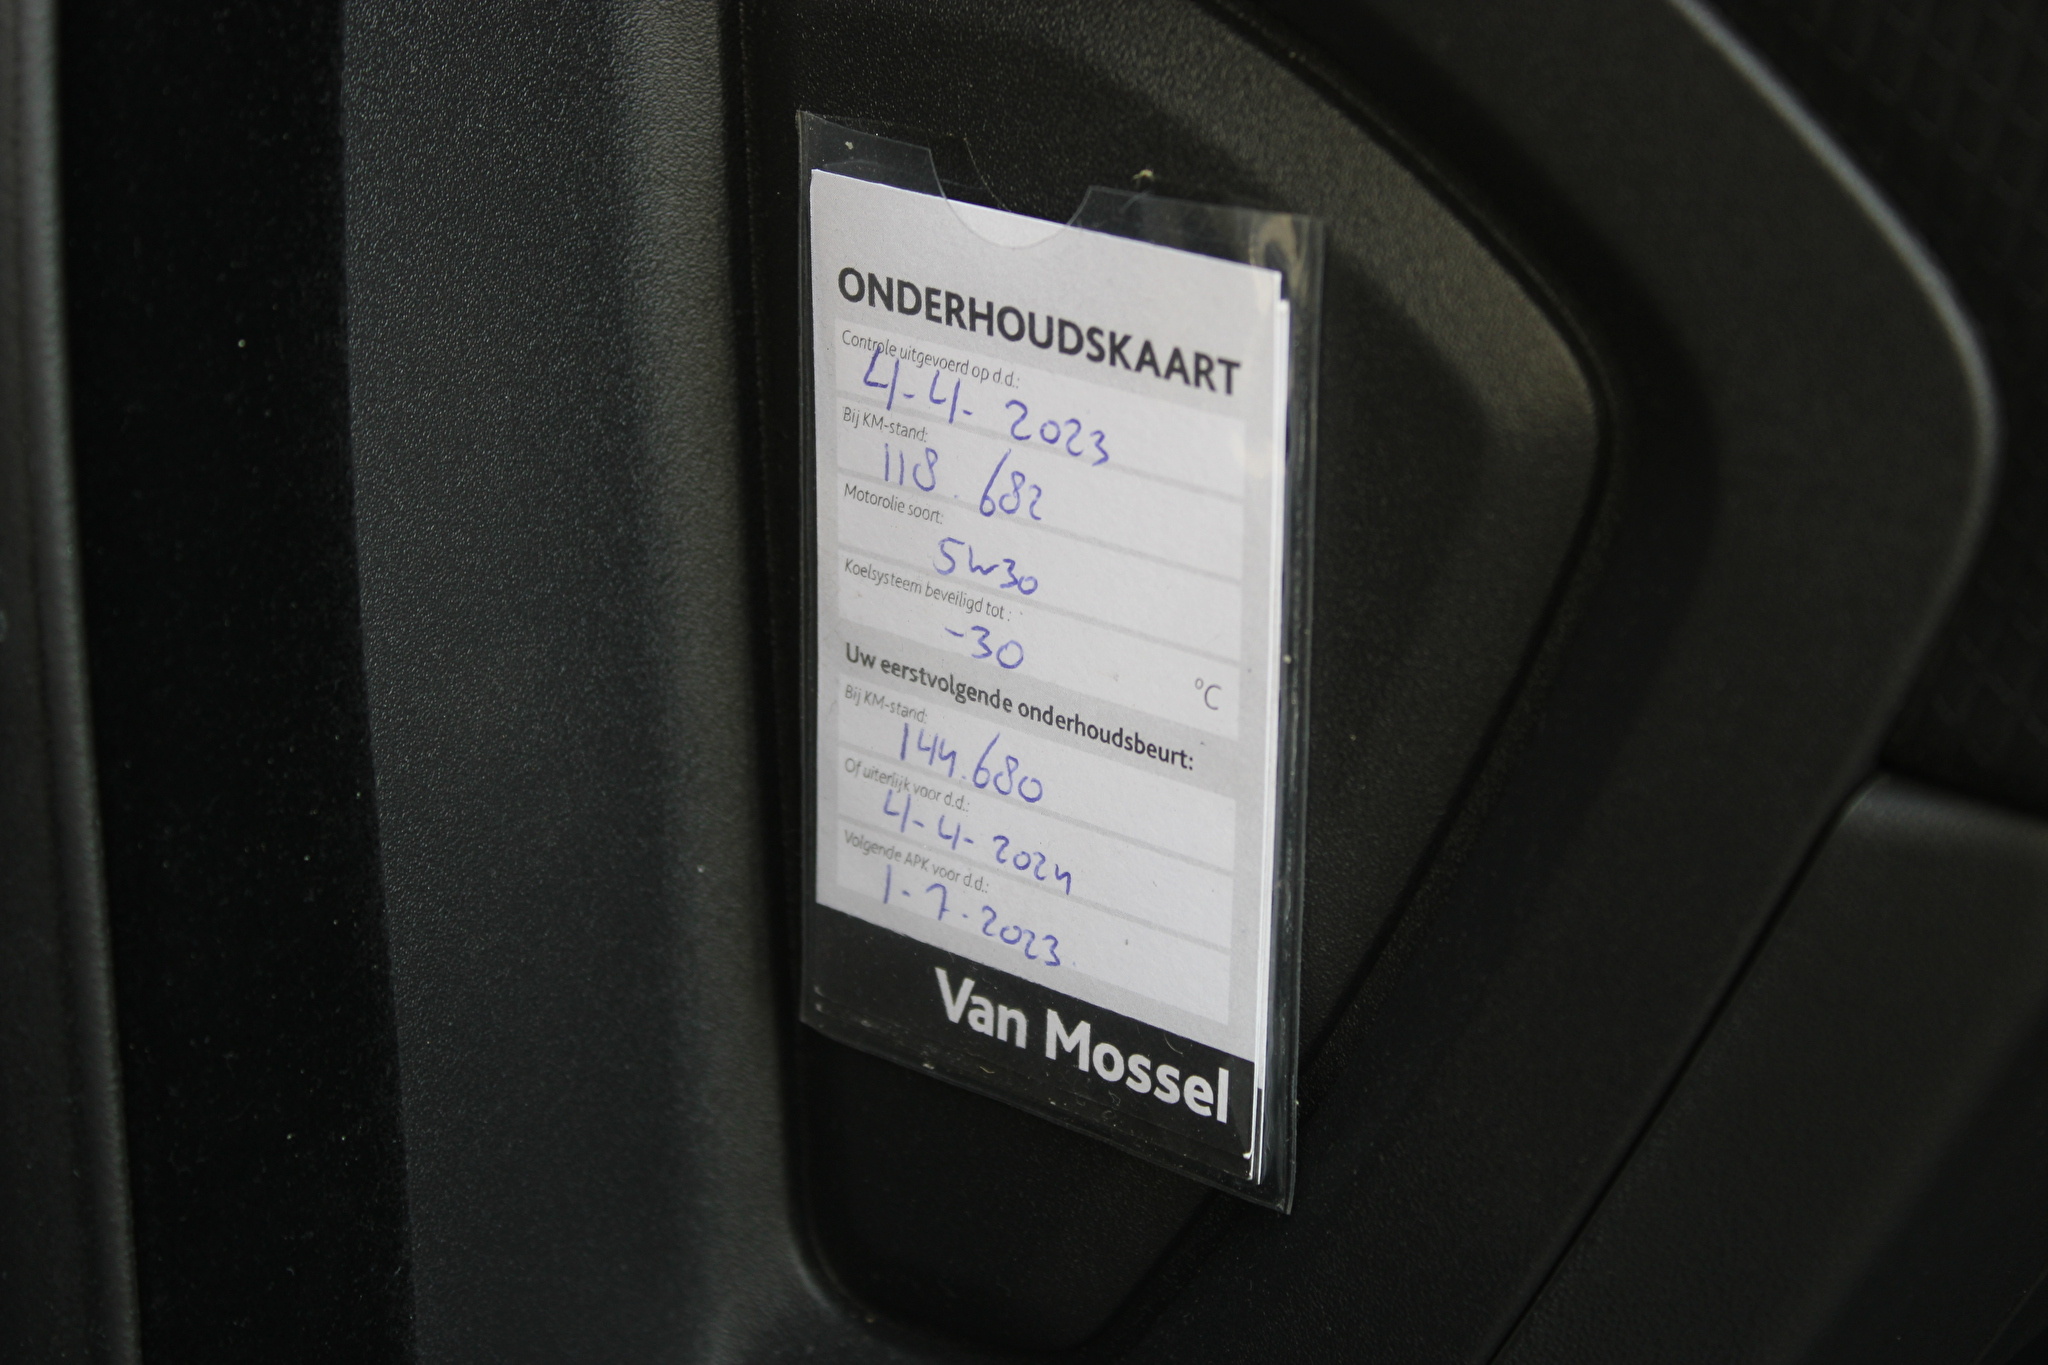 ONDERHOUDSKAART
Controle uitgevoerd op d.d.:
4-4-2023
Bij KM-stand:
118.682
Motorolie soort:
5W30
Koelsysteem beveiligd tot :
-30 °C
Uw eerstvolgende onderhoudsbeurt:
Bij KM-stand:
144.680
Of uiterlijk voor d.d.:
4-4-2024
Volgende APK voor d.d.:
1-7-2023.
Van Mossel